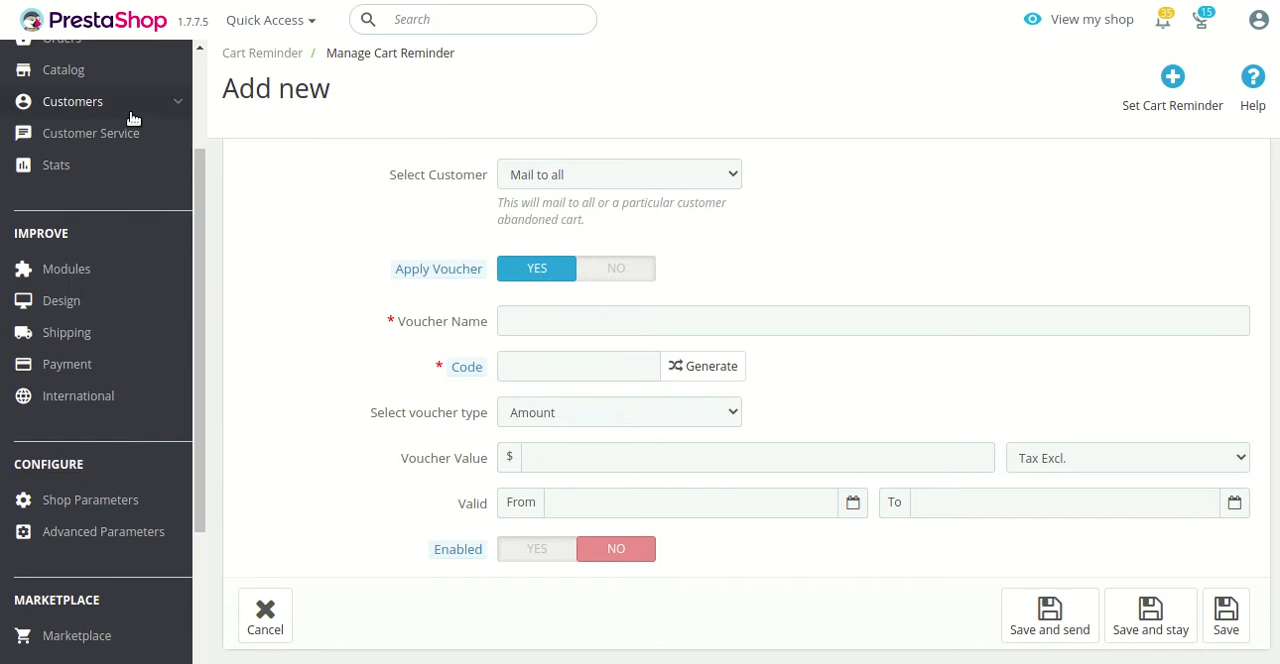 PrestaShop 1.7.7.5 Quick Access Search View my shop 35 15
Orders
Catalog
Customers
Customer Service
Stats
IMPROVE
Modules
Design
Shipping
Payment
International
CONFIGURE
Shop Parameters
Advanced Parameters
MARKETPLACE
Marketplace
Cart Reminder / Manage Cart Reminder
Add new
Set Cart Reminder
Help
Select Customer Mail to all
This will mail to all or a particular customer
abandoned cart.
Apply Voucher YES NO
* Voucher Name
* Code Generate
Select voucher type Amount
Voucher Value $ Tax Excl.
Valid From To
Enabled YES NO
Cancel
Save and send
Save and stay
Save